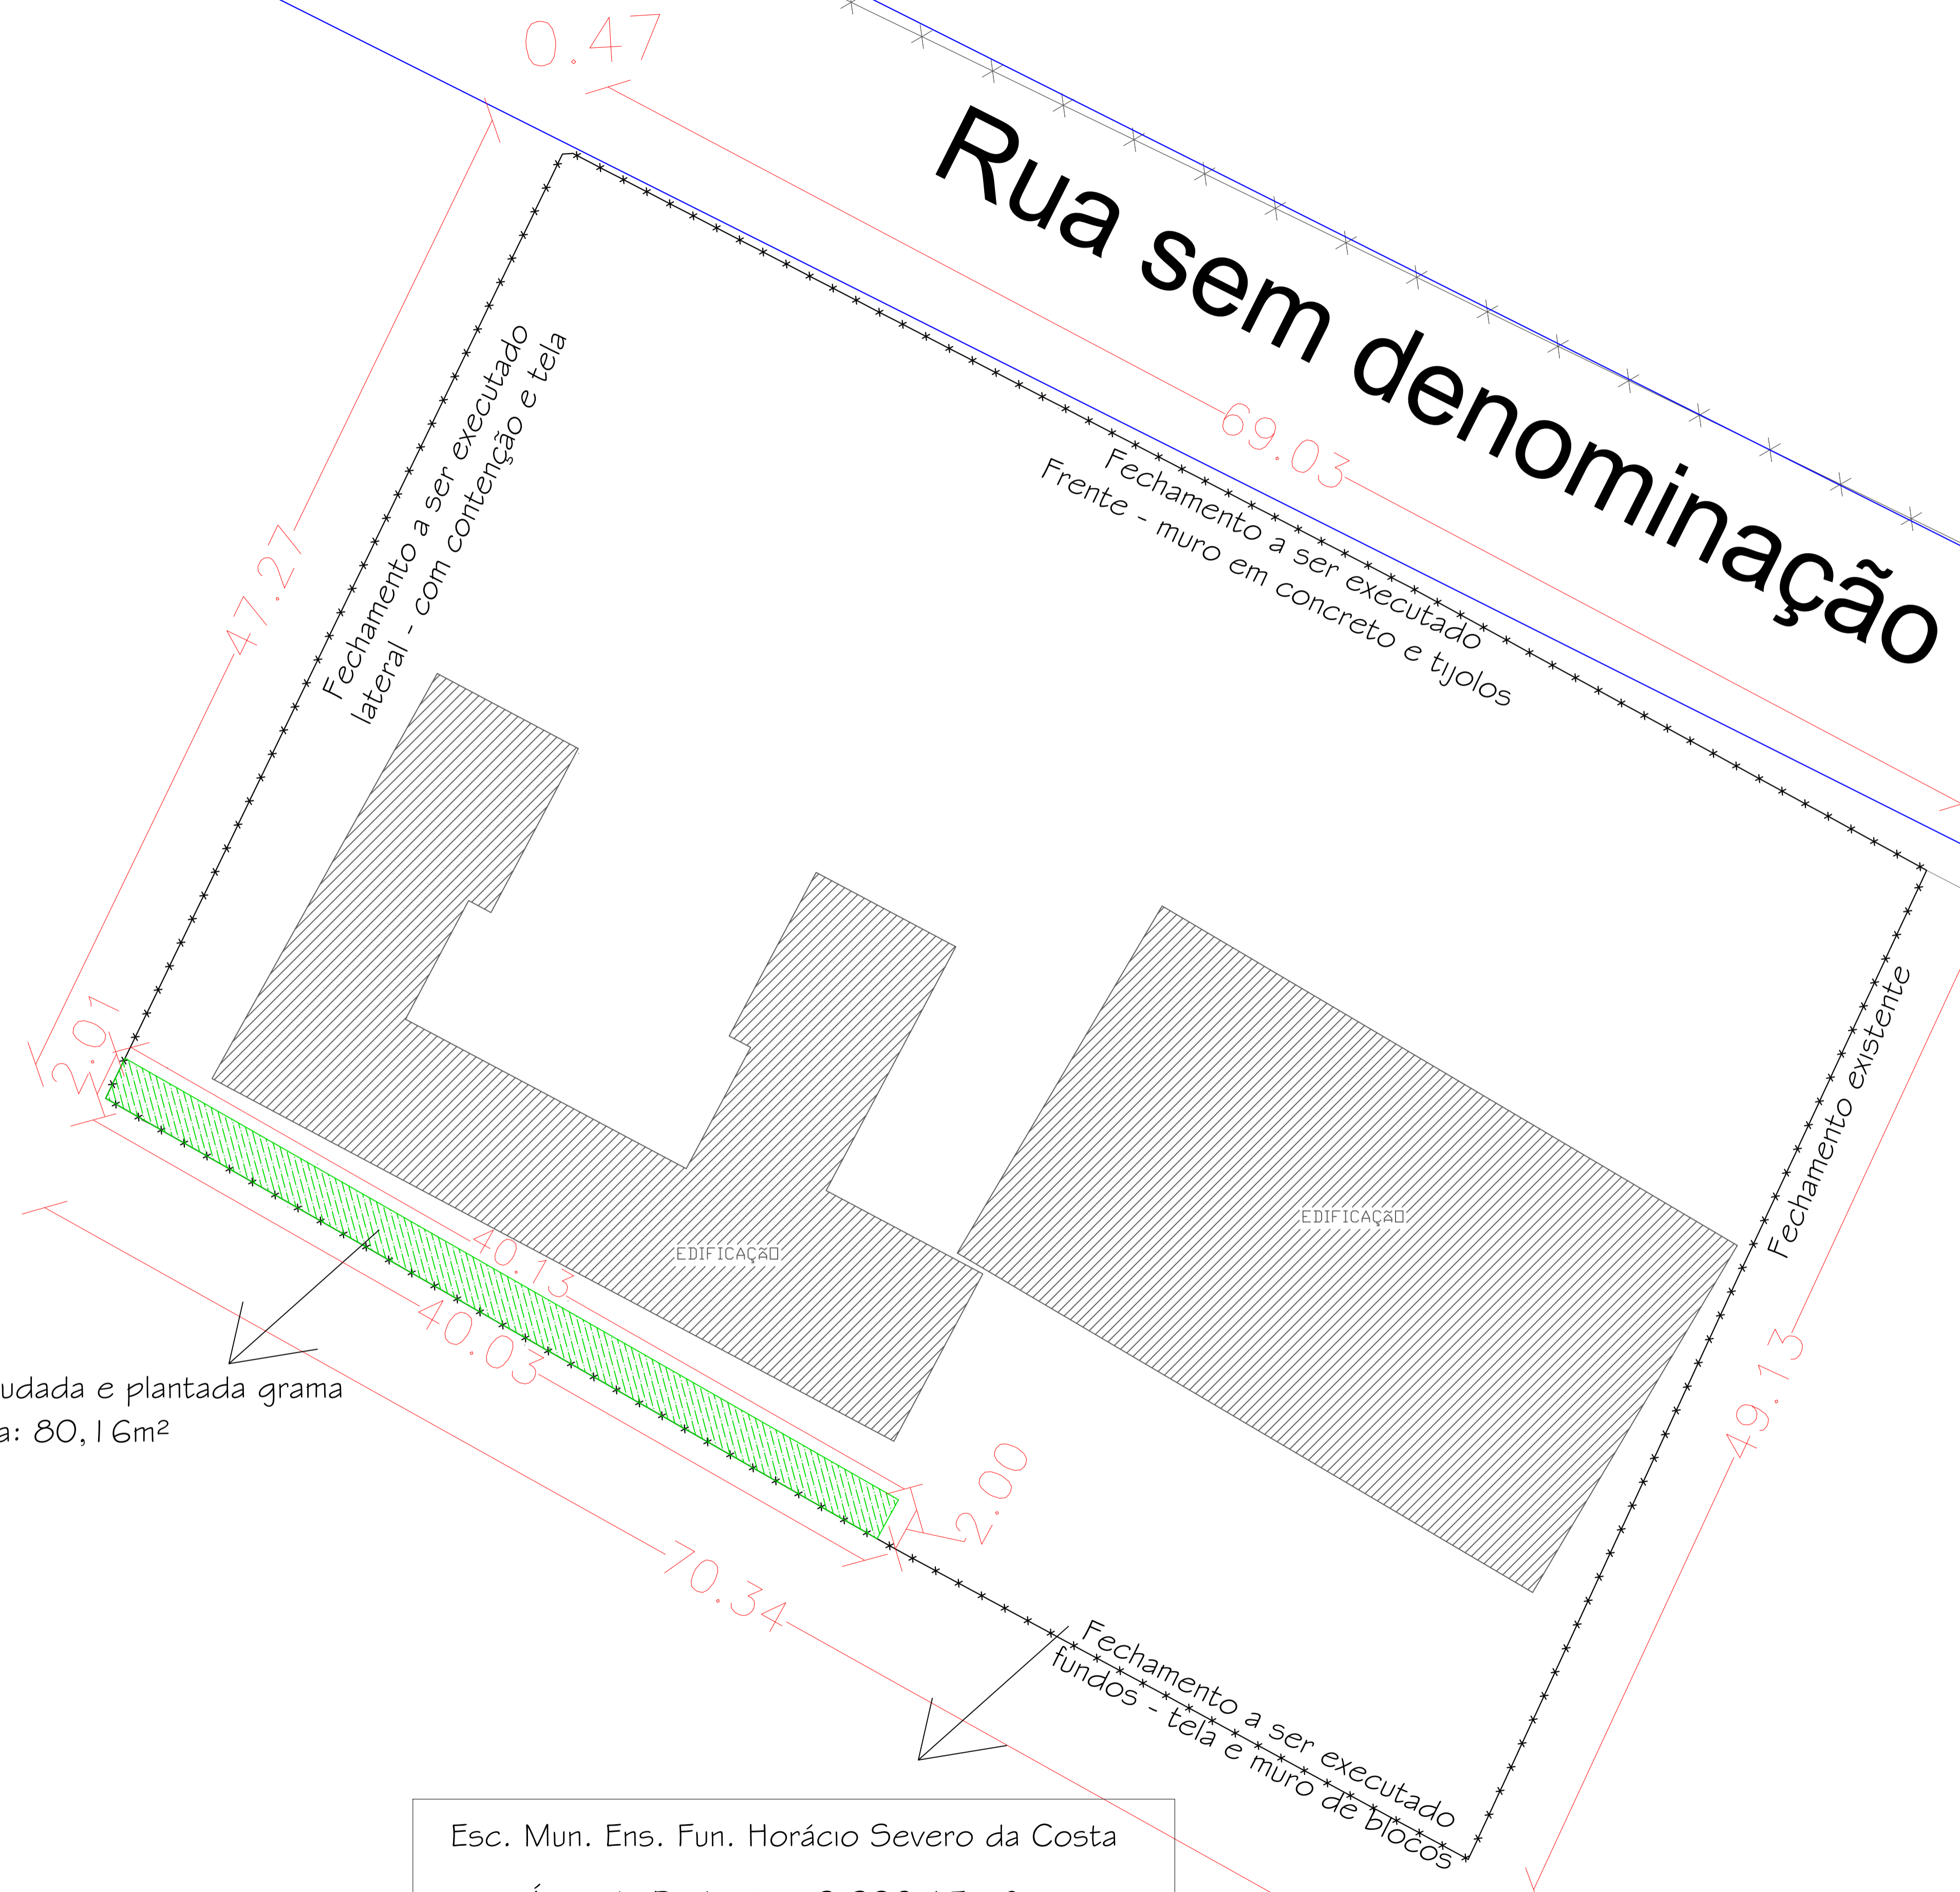 0.47
Rua sem denominação
69.03
Fechamento a ser executado
Frente - muro em concreto e tijolos
Fechamento a ser executado
lateral - com contenção e tela
47.27
2.01
Fechamento existente
EDIFICAÇãO
EDIFICAÇãO
40.13
40.03
49.13
udada e plantada grama
a: 80,16m²
2.00
70.34
Fechamento a ser executado
fundos - tela e muro de blocos
Esc. Mun. Ens. Fun. Horácio Severo da Costa